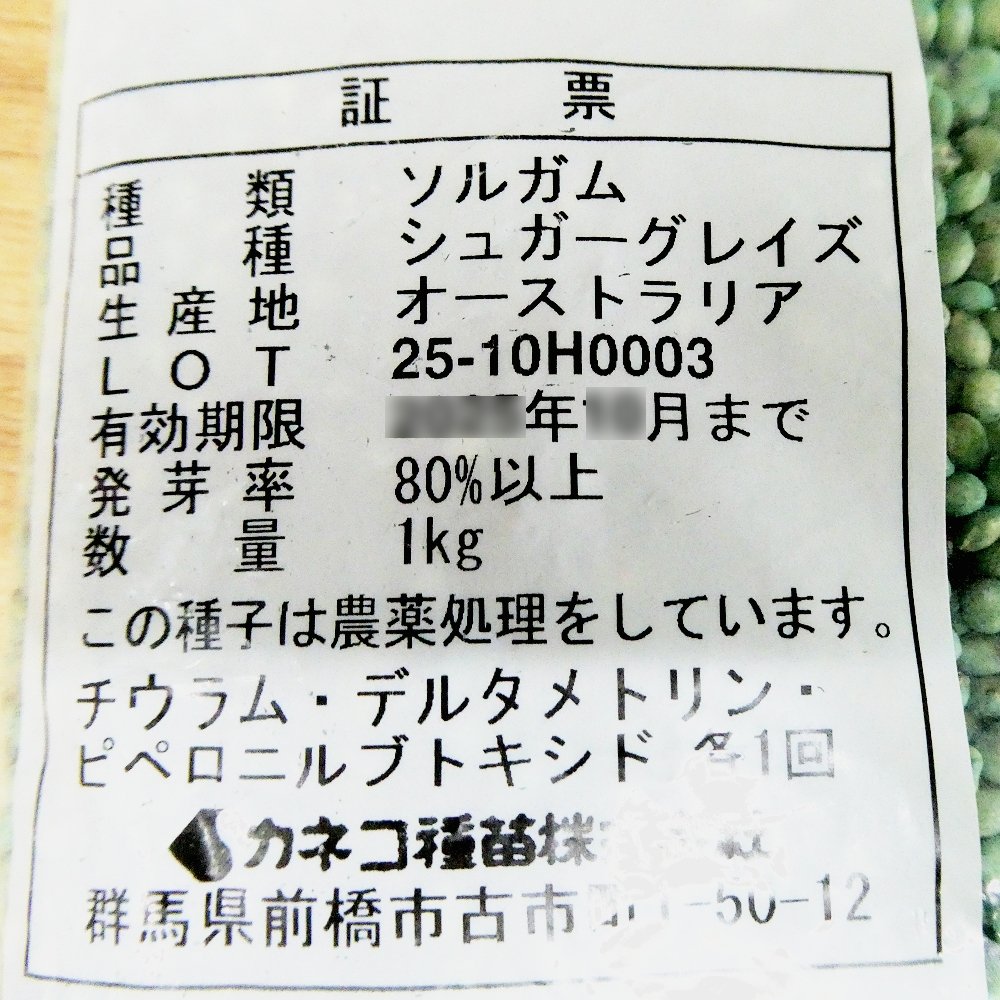 証 票
種 類 ソルガム
品 種 シュガーグレイズ
生 産 地 オーストラリア
L O T 25-10H0003
有効期限 年 月まで
発 芽 率 80%以上
数 量 1kg
この種子は農薬処理をしています。
チウラム・デルタメトリン・
ピペロニルブトキシド 各1回
カネコ種苗株
群馬県前橋市古市 50-12